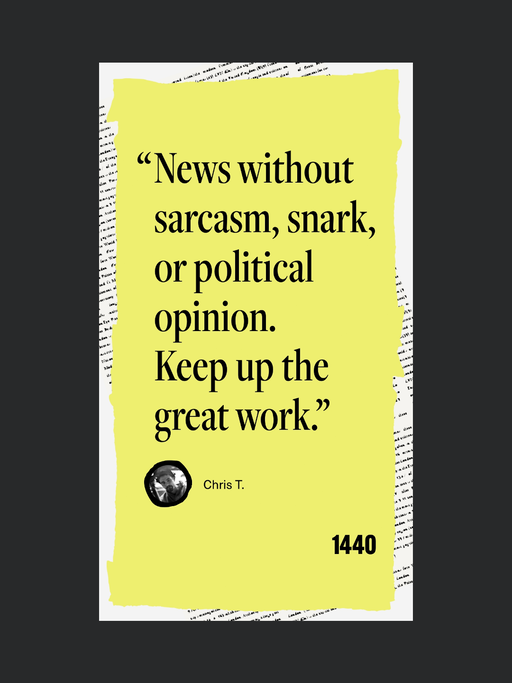 “News without
sarcasm, snark,
or political
opinion.
Keep up the
great work.”
Chris T.
1440